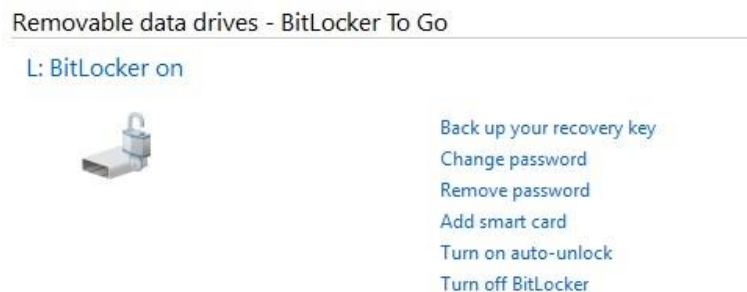 Removable data drives - BitLocker To Go
L: BitLocker on
Back up your recovery key
Change password
Remove password
Add smart card
Turn on auto-unlock
Turn off BitLocker